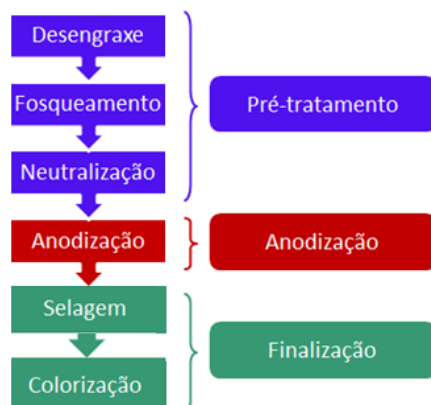 Desengraxe
Fosqueamento
Neutralização
Pré-tratamento
Anodização
Anodização
Selagem
Colorização
Finalização